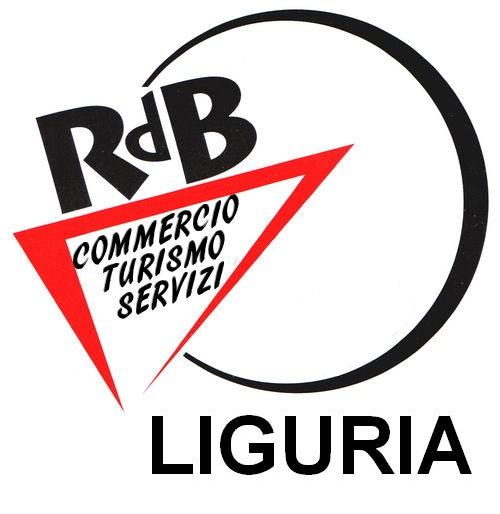 RdB
COMMERCIO
TURISMO
SERVIZI
LIGURIA